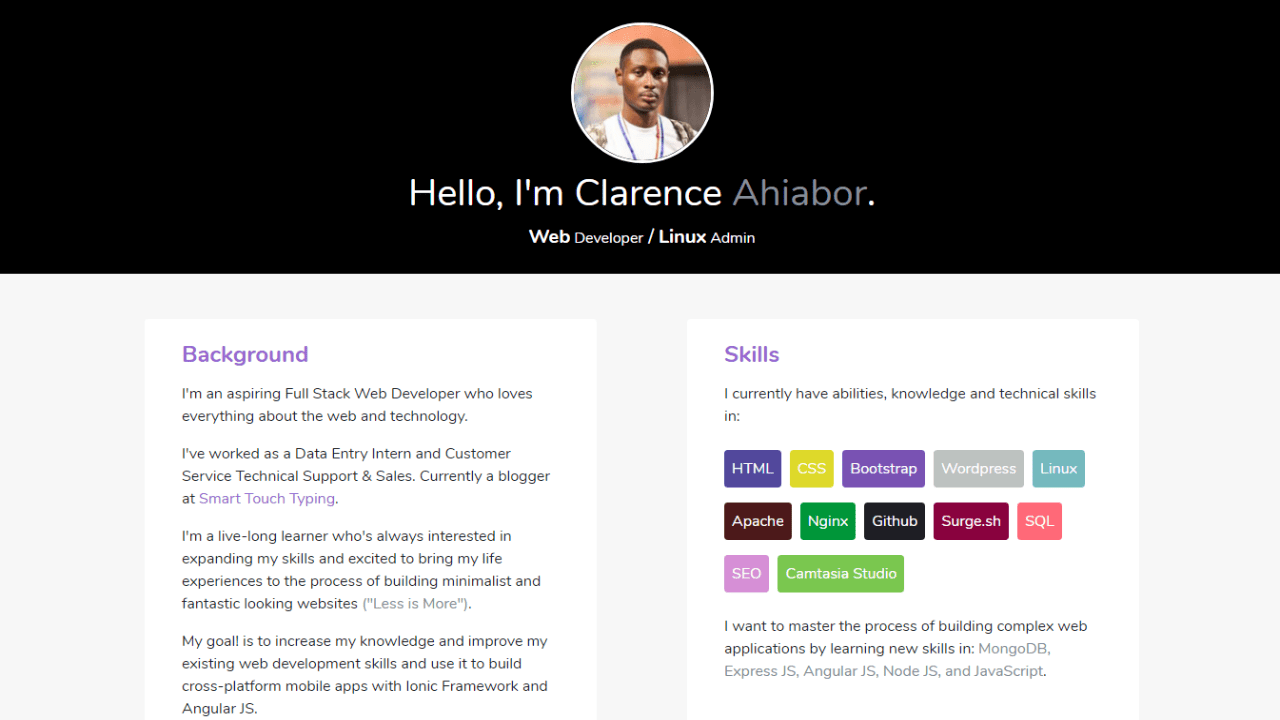 Hello, I'm Clarence Ahiabor.
Web Developer / Linux Admin
Background
I'm an aspiring Full Stack Web Developer who loves
everything about the web and technology.
I've worked as a Data Entry Intern and Customer
Service Technical Support & Sales. Currently a blogger
at Smart Touch Typing.
I'm a live-long learner who's always interested in
expanding my skills and excited to bring my life
experiences to the process of building minimalist and
fantastic looking websites ("Less is More").
My goal! is to increase my knowledge and improve my
existing web development skills and use it to build
cross-platform mobile apps with Ionic Framework and
Angular JS.
Skills
I currently have abilities, knowledge and technical skills
in:
HTML CSS Bootstrap Wordpress Linux
Apache Nginx Github Surge.sh SQL
SEO Camtasia Studio
I want to master the process of building complex web
applications by learning new skills in: MongoDB,
Express JS, Angular JS, Node JS, and JavaScript.